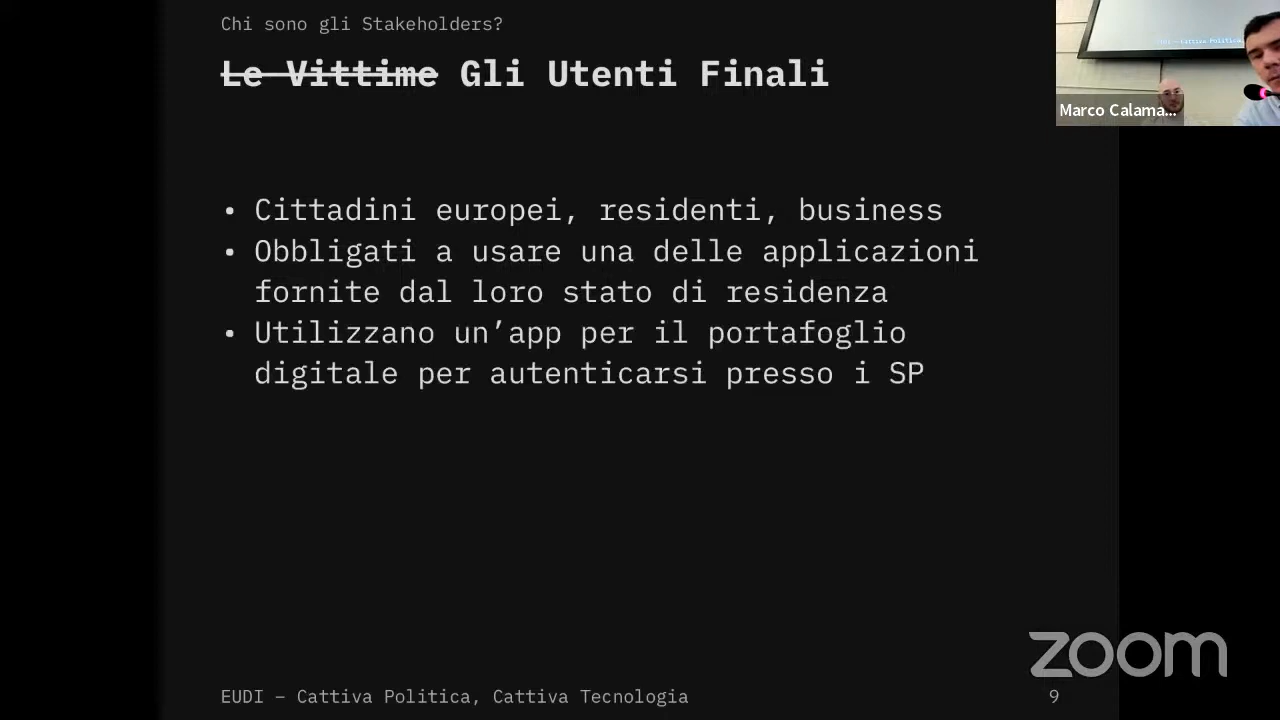 Chi sono gli Stakeholders?
Le Vittime Gli Utenti Finali
• Cittadini europei, residenti, business
• Obbligati a usare una delle applicazioni
fornite dal loro stato di residenza
• Utilizzano un’app per il portafoglio
digitale per autenticarsi presso i SP
Marco Calama...
zoom
EUDI – Cattiva Politica, Cattiva Tecnologia
9